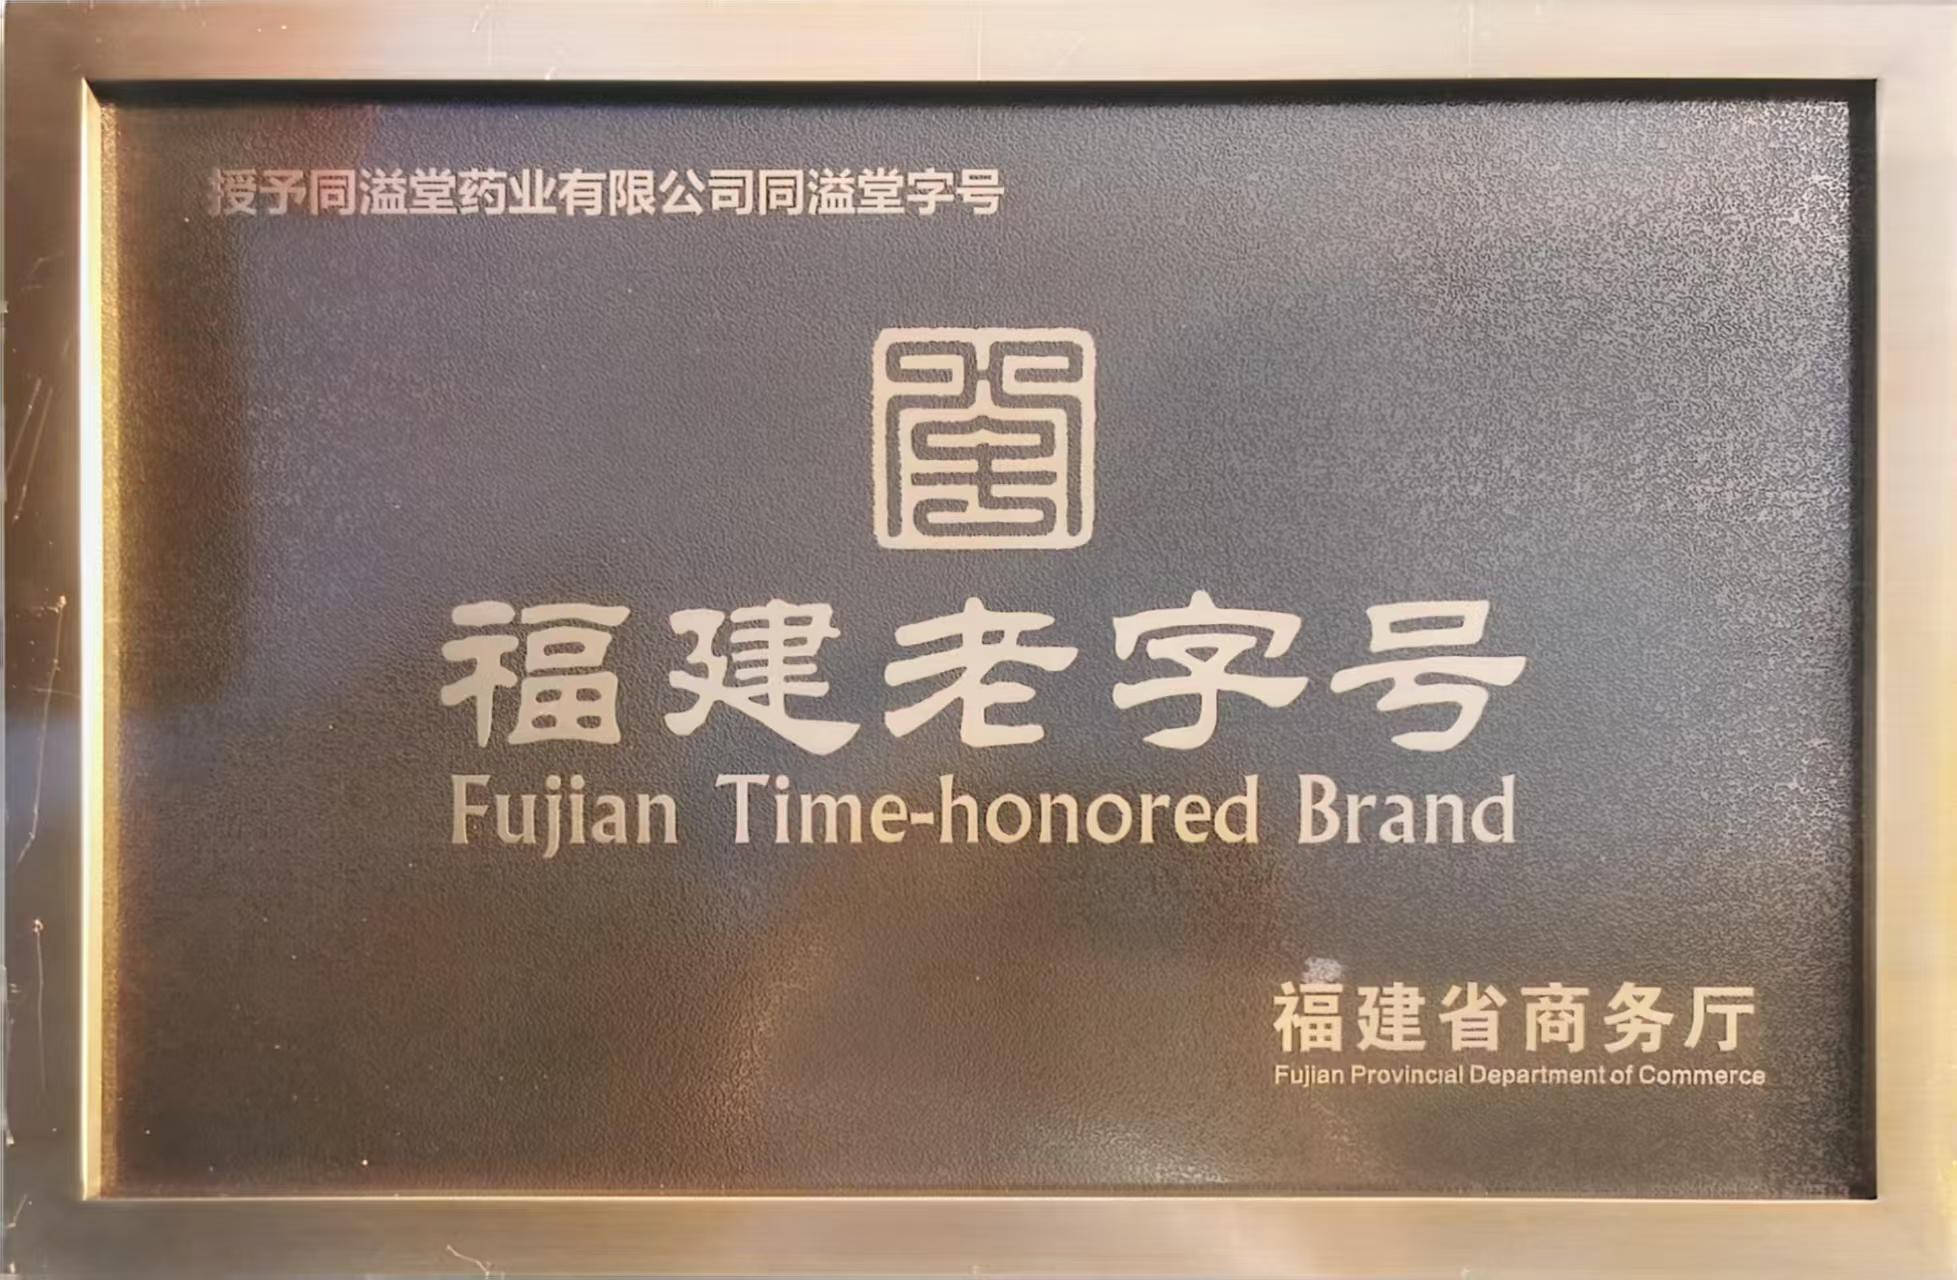 授予同溢堂药业有限公司同溢堂字号
福建老字号
Fujian Time-honored Brand
福建省商务厅
Fujian Provincial Department of Commerce